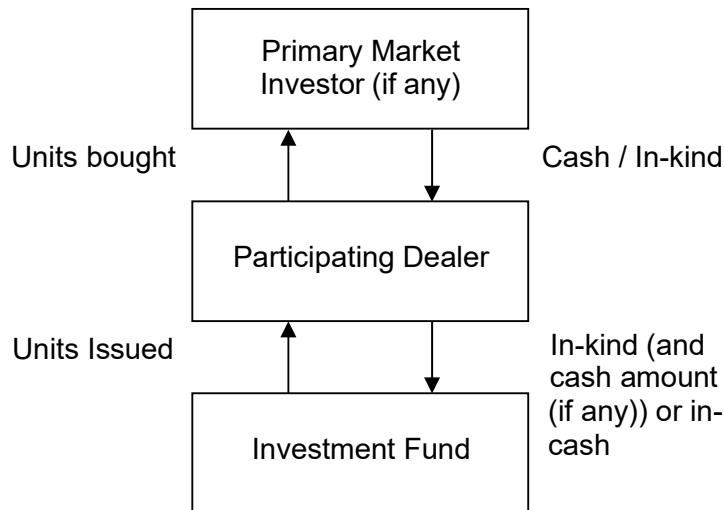 Primary Market
Investor (if any)
Units bought
Cash / In-kind
Participating Dealer
Units Issued
In-kind (and
cash amount
(if any)) or in-
cash
Investment Fund